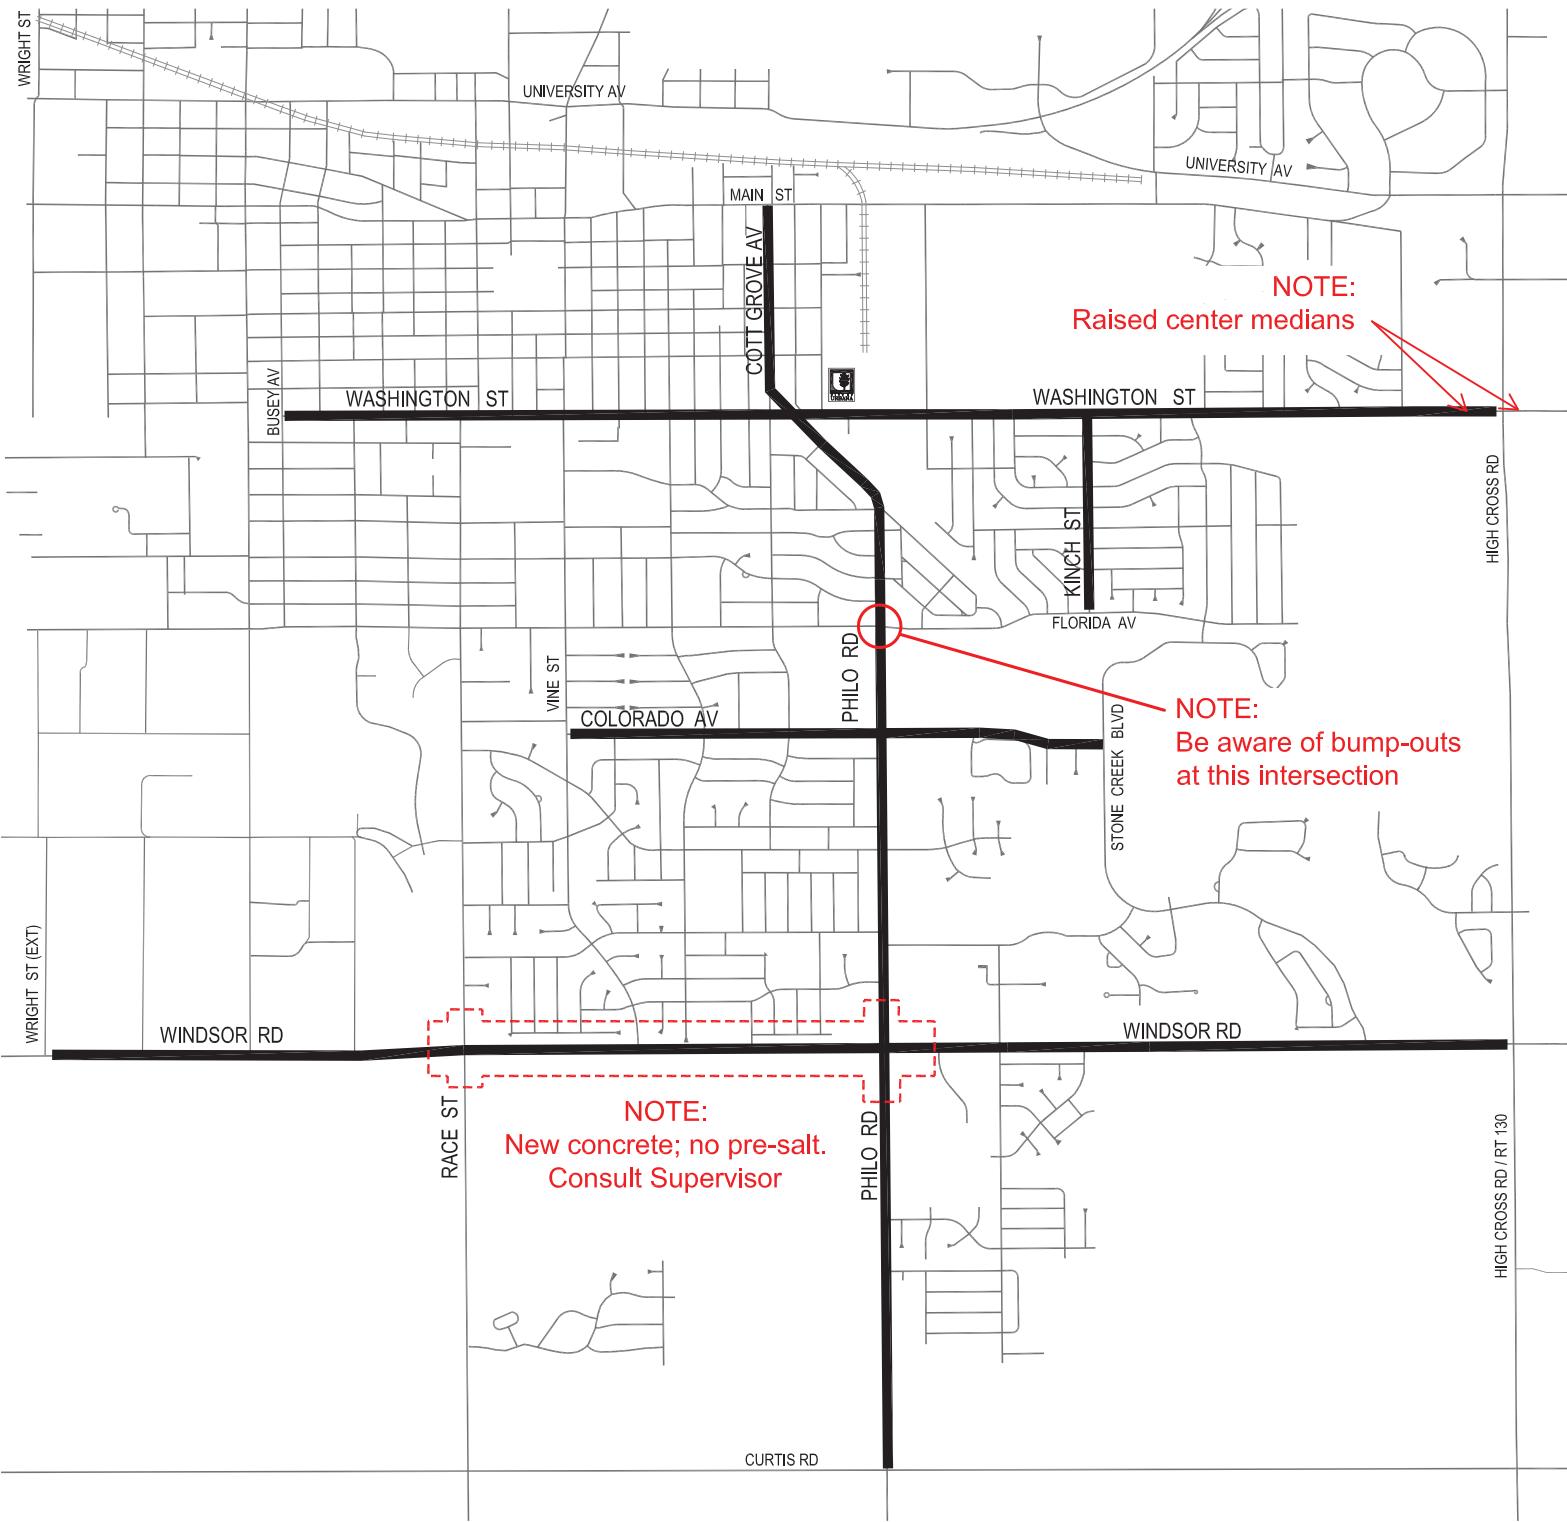 WRIGHT ST
UNIVERSITY AV
UNIVERSITY AV
MAIN ST
COTT GROVE AV
NOTE:
Raised center medians
BUSEY AV
WASHINGTON ST
URBANA
WASHINGTON ST
HIGH CROSS RD
KINCH ST
FLORIDA AV
PHILO RD
VINE ST
COLORADO AV
STONE CREEK BLVD
NOTE:
Be aware of bump-outs
at this intersection
WRIGHT ST (EXT)
WINDSOR RD
WINDSOR RD
RACE ST
NOTE:
New concrete; no pre-salt.
Consult Supervisor
PHILO RD
HIGH CROSS RD / RT 130
CURTIS RD